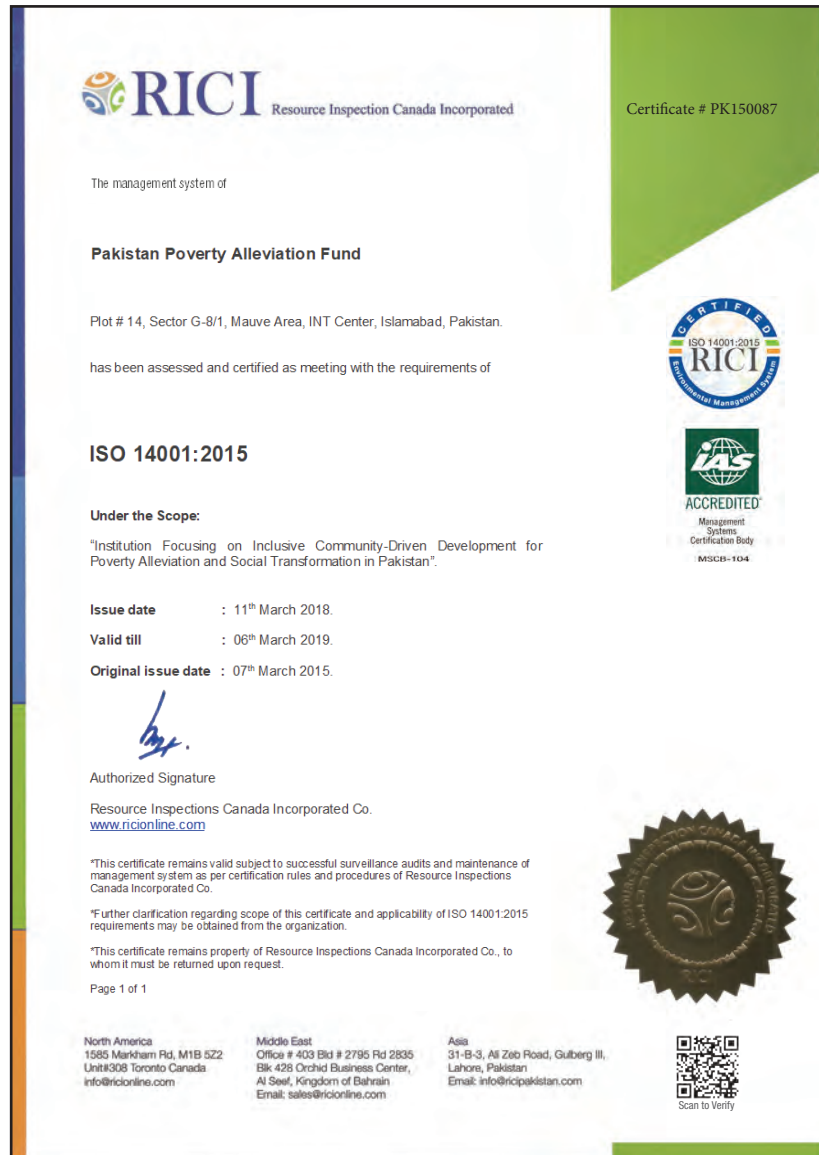 RICI Resource Inspection Canada Incorporated
Certificate # PK150087
The management system of
Pakistan Poverty Alleviation Fund
Plot # 14, Sector G-8/1, Mauve Area, INT Center, Islamabad, Pakistan.
has been assessed and certified as meeting with the requirements of
CERTIFIED
ISO 14001:2015
RICI
Environmental Management System
ISO 14001:2015
IAS
ACCREDITED
Management
Systems
Certification Body
MSCB-104
Under the Scope:
“Institution Focusing on Inclusive Community-Driven Development for
Poverty Alleviation and Social Transformation in Pakistan”.
Issue date : 11th March 2018.
Valid till : 06th March 2019.
Original issue date : 07th March 2015.
Authorized Signature
Resource Inspections Canada Incorporated Co.
www.ricionline.com
*This certificate remains valid subject to successful surveillance audits and maintenance of
management system as per certification rules and procedures of Resource Inspections
Canada Incorporated Co.
*Further clarification regarding scope of this certificate and applicability of ISO 14001:2015
requirements may be obtained from the organization.
*This certificate remains property of Resource Inspections Canada Incorporated Co., to
whom it must be returned upon request.
Page 1 of 1
RESOURCE INSPECTION CANADA INCORPORATED
RICI
North America
1585 Markham Rd, M1B 5Z2
Unit#308 Toronto Canada
info@ricionline.com
Middle East
Office # 403 Bld # 2795 Rd 2835
Blk 428 Orchid Business Center,
Al Seef, Kingdom of Bahrain
Email: sales@ricionline.com
Asia
31-B-3, Ali Zeb Road, Gulberg III,
Lahore, Pakistan
Email: info@ricipakistan.com
Scan to Verify